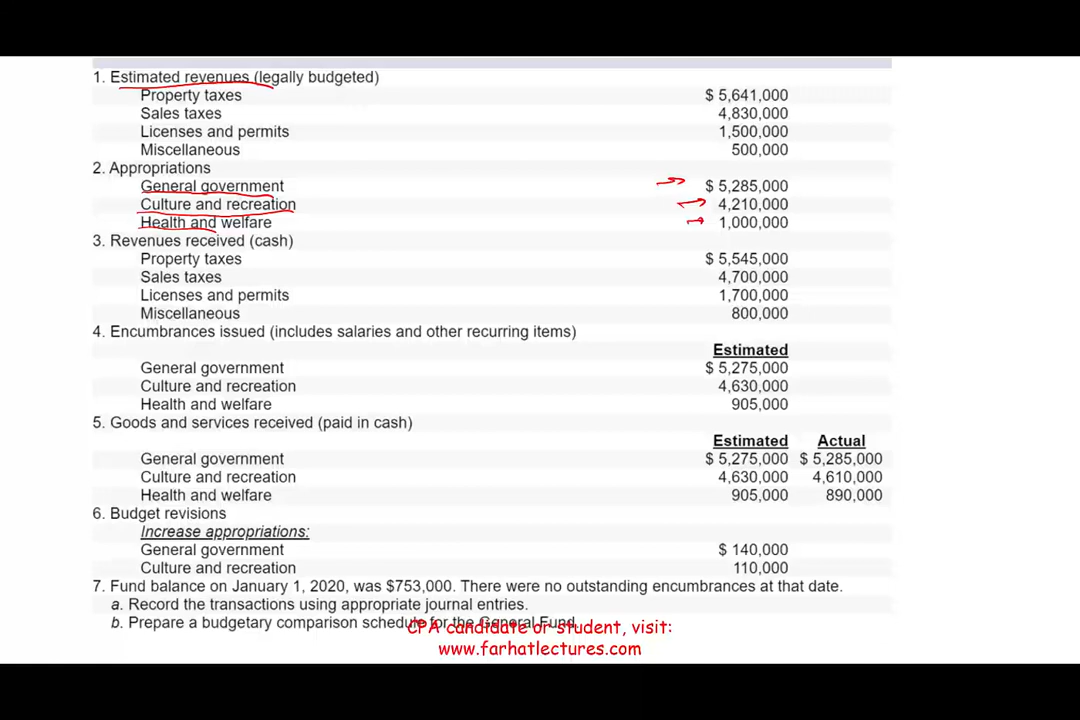 1. Estimated revenues (legally budgeted)
Property taxes $ 5,641,000
Sales taxes 4,830,000
Licenses and permits 1,500,000
Miscellaneous 500,000
2. Appropriations
General government $ 5,285,000
Culture and recreation 4,210,000
Health and welfare 1,000,000
3. Revenues received (cash)
Property taxes $ 5,545,000
Sales taxes 4,700,000
Licenses and permits 1,700,000
Miscellaneous 800,000
4. Encumbrances issued (includes salaries and other recurring items)
Estimated
General government $ 5,275,000
Culture and recreation 4,630,000
Health and welfare 905,000
5. Goods and services received (paid in cash)
Estimated Actual
General government $ 5,275,000 $ 5,285,000
Culture and recreation 4,630,000 4,610,000
Health and welfare 905,000 890,000
6. Budget revisions
Increase appropriations:
General government $ 140,000
Culture and recreation 110,000
7. Fund balance on January 1, 2020, was $753,000. There were no outstanding encumbrances at that date.
a. Record the transactions using appropriate journal entries.
b. Prepare a budgetary comparison schedule for the General Fund.
CPA candidate or student, visit:
www.farhatlectures.com